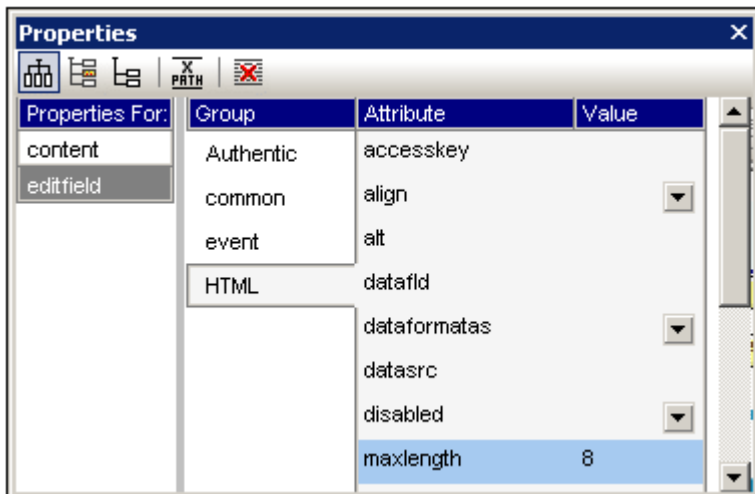 Properties
X
PATH
Properties For: Group Attribute Value
content Authentic accesskey
editfield common align
event alt
HTML datafld
dataformatas
datasrc
disabled
maxlength 8